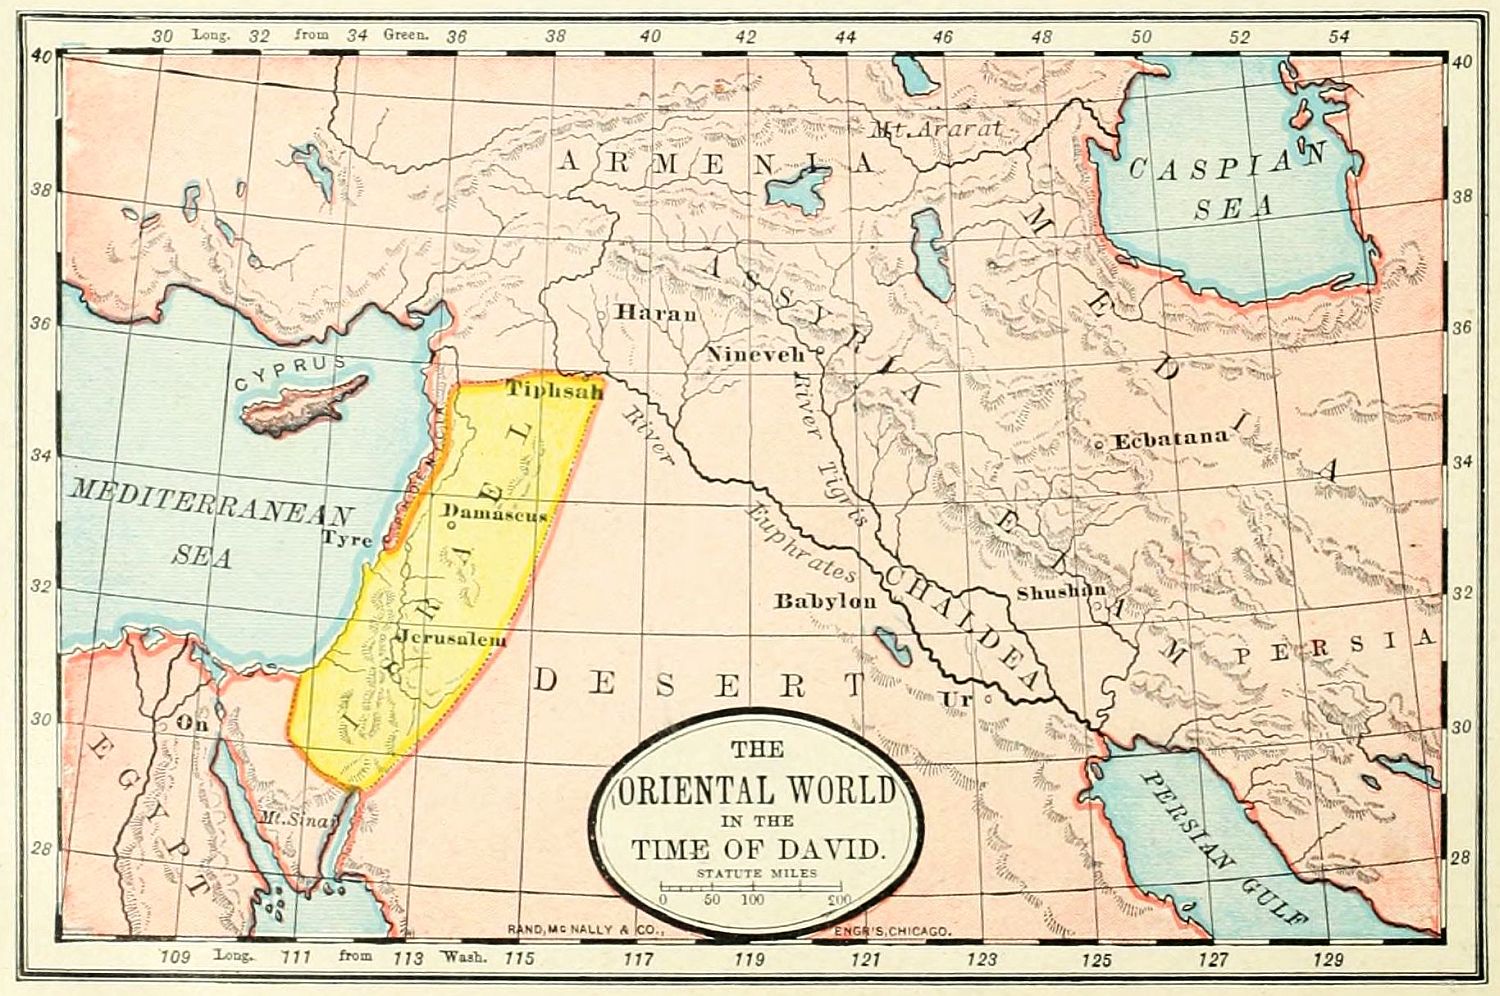 30 Long. 32 from 34 Green. 36 38 40 42 44 46 48 50 52 54
40 40
Mt. Ararat
ARMENIA
CASPIAN
SEA
38 38
MEDIA
ASSYRIA
Haran
36 36
Nineveh
CYPRUS
Tiphsah
River Tigris
River Euphrates
Ecbatana
PHOENICIA
34 34
MEDITERRANEAN
SEA
ISRAEL
Damascus
Tyre
ELAM
CHALDEA
Shushan
Babylon
32 32
Jerusalem
PERSIA
DESERT
Ur
30 30
On
EGYPT
Mt. Sinai
PERSIAN GULF
28 28
THE
ORIENTAL WORLD
IN THE
TIME OF DAVID.
STATUTE MILES
0 50 100 200
RAND, McNALLY & CO., ENGR'S, CHICAGO.
109 Long. 111 from 113 Wash. 115 117 119 121 123 125 127 129